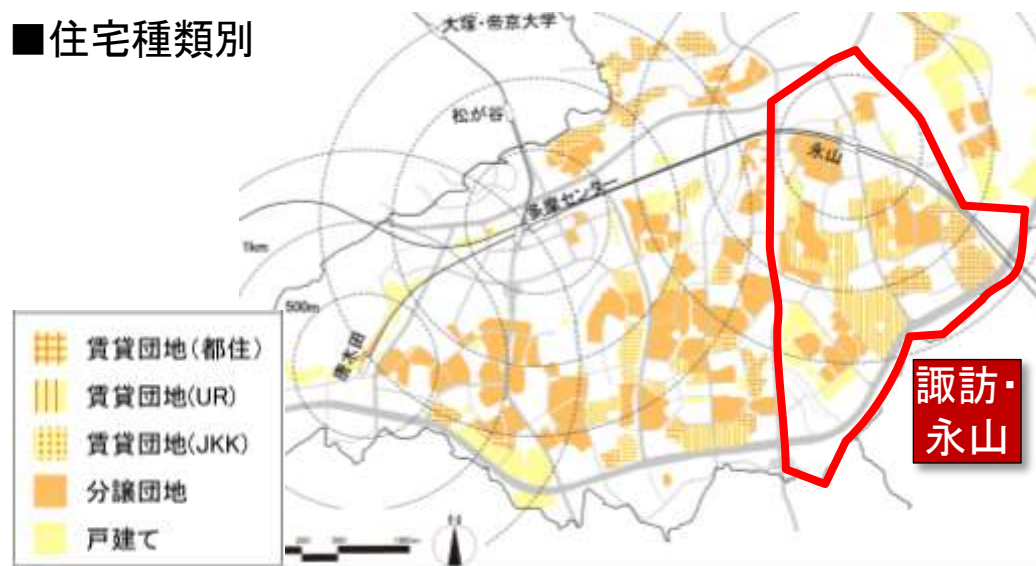 ■住宅種類別
大塚・帝京大学
松が谷
永山
多摩センター
1km
500m
唐木田
賃貸団地(都住)
賃貸団地(UR)
賃貸団地(JKK)
分譲団地
戸建て
諏訪・
永山